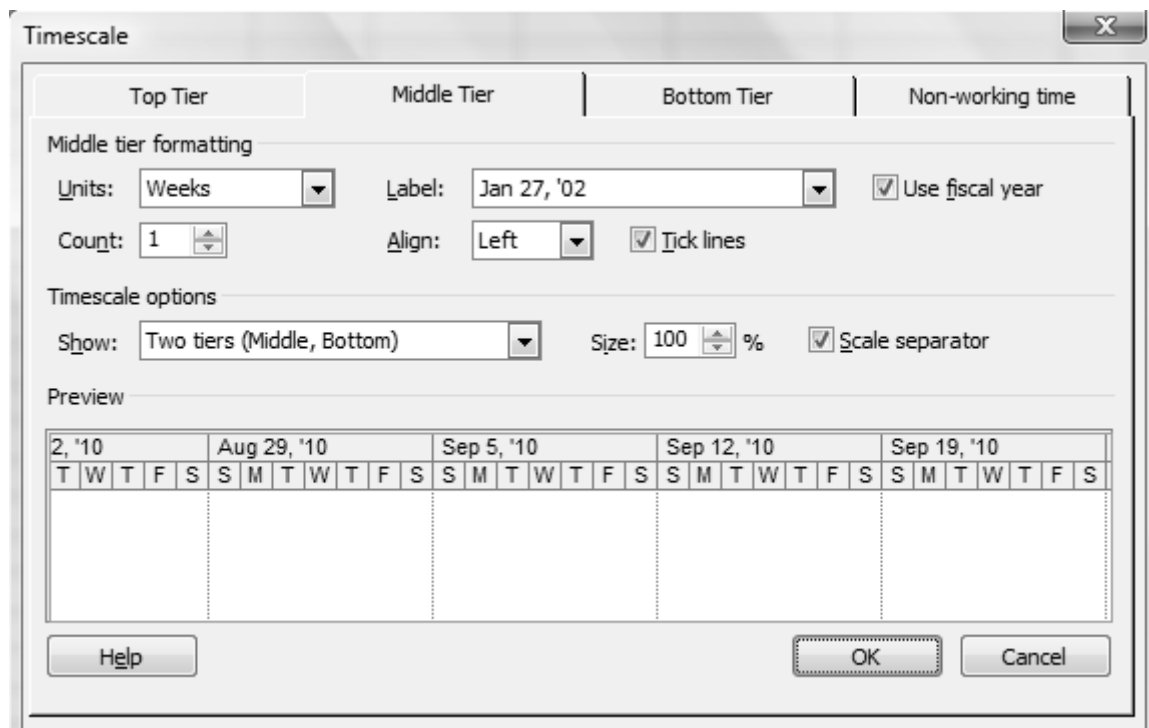 Timescale
Top Tier Middle Tier Bottom Tier Non-working time
Middle tier formatting
Units: Weeks Label: Jan 27, '02 Use fiscal year
Count: 1 Align: Left Tick lines
Timescale options
Show: Two tiers (Middle, Bottom) Size: 100 % Scale separator
Preview
2, '10 Aug 29, '10 Sep 5, '10 Sep 12, '10 Sep 19, '10
T W T F S S M T W T F S S M T W T F S S M T W T F S S M T W T F S
Help OK Cancel